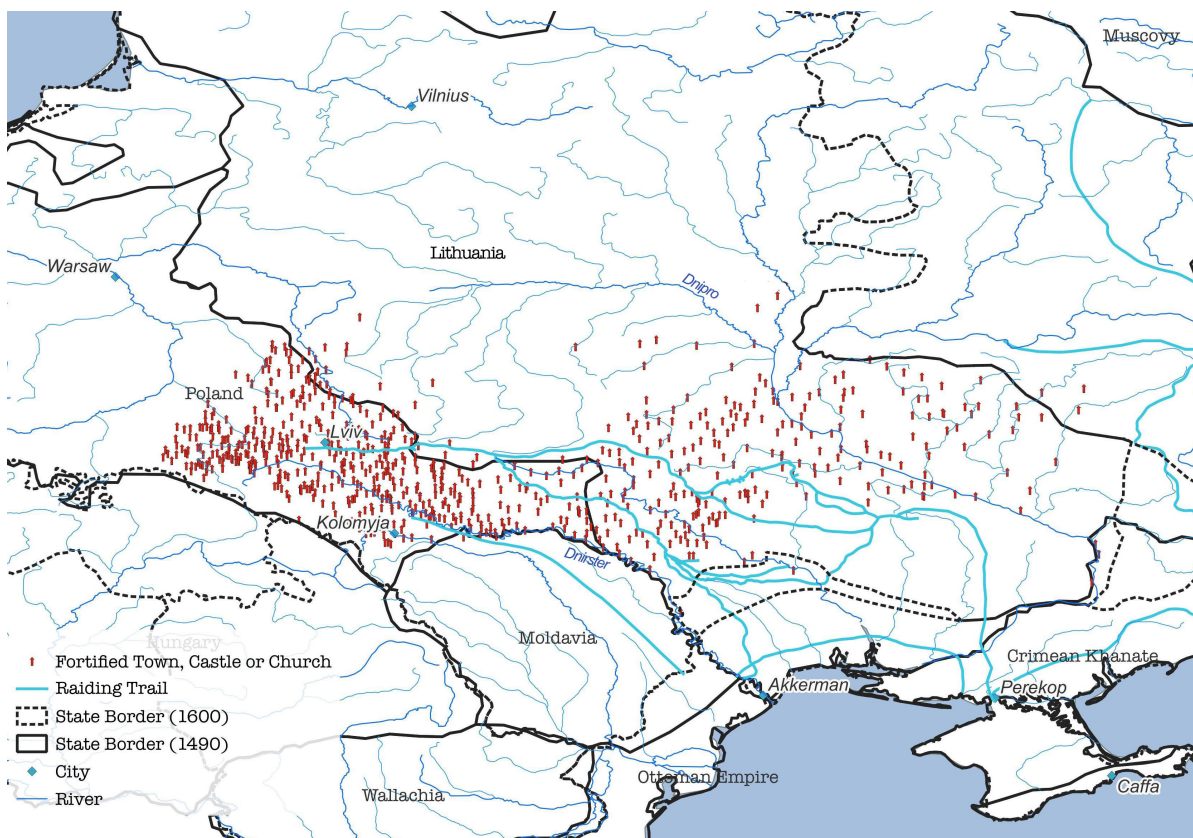 Muscovy
Vilnius
Lithuania
Warsaw
Dnipro
Poland
Lviv
Kolomyja
Dnirster
Moldavia
Hungary
Crimean Khanate
Akkerman
Perekop
Ottoman Empire
Caffa
Wallachia
Fortified Town, Castle or Church
Raiding Trail
State Border (1600)
State Border (1490)
City
River